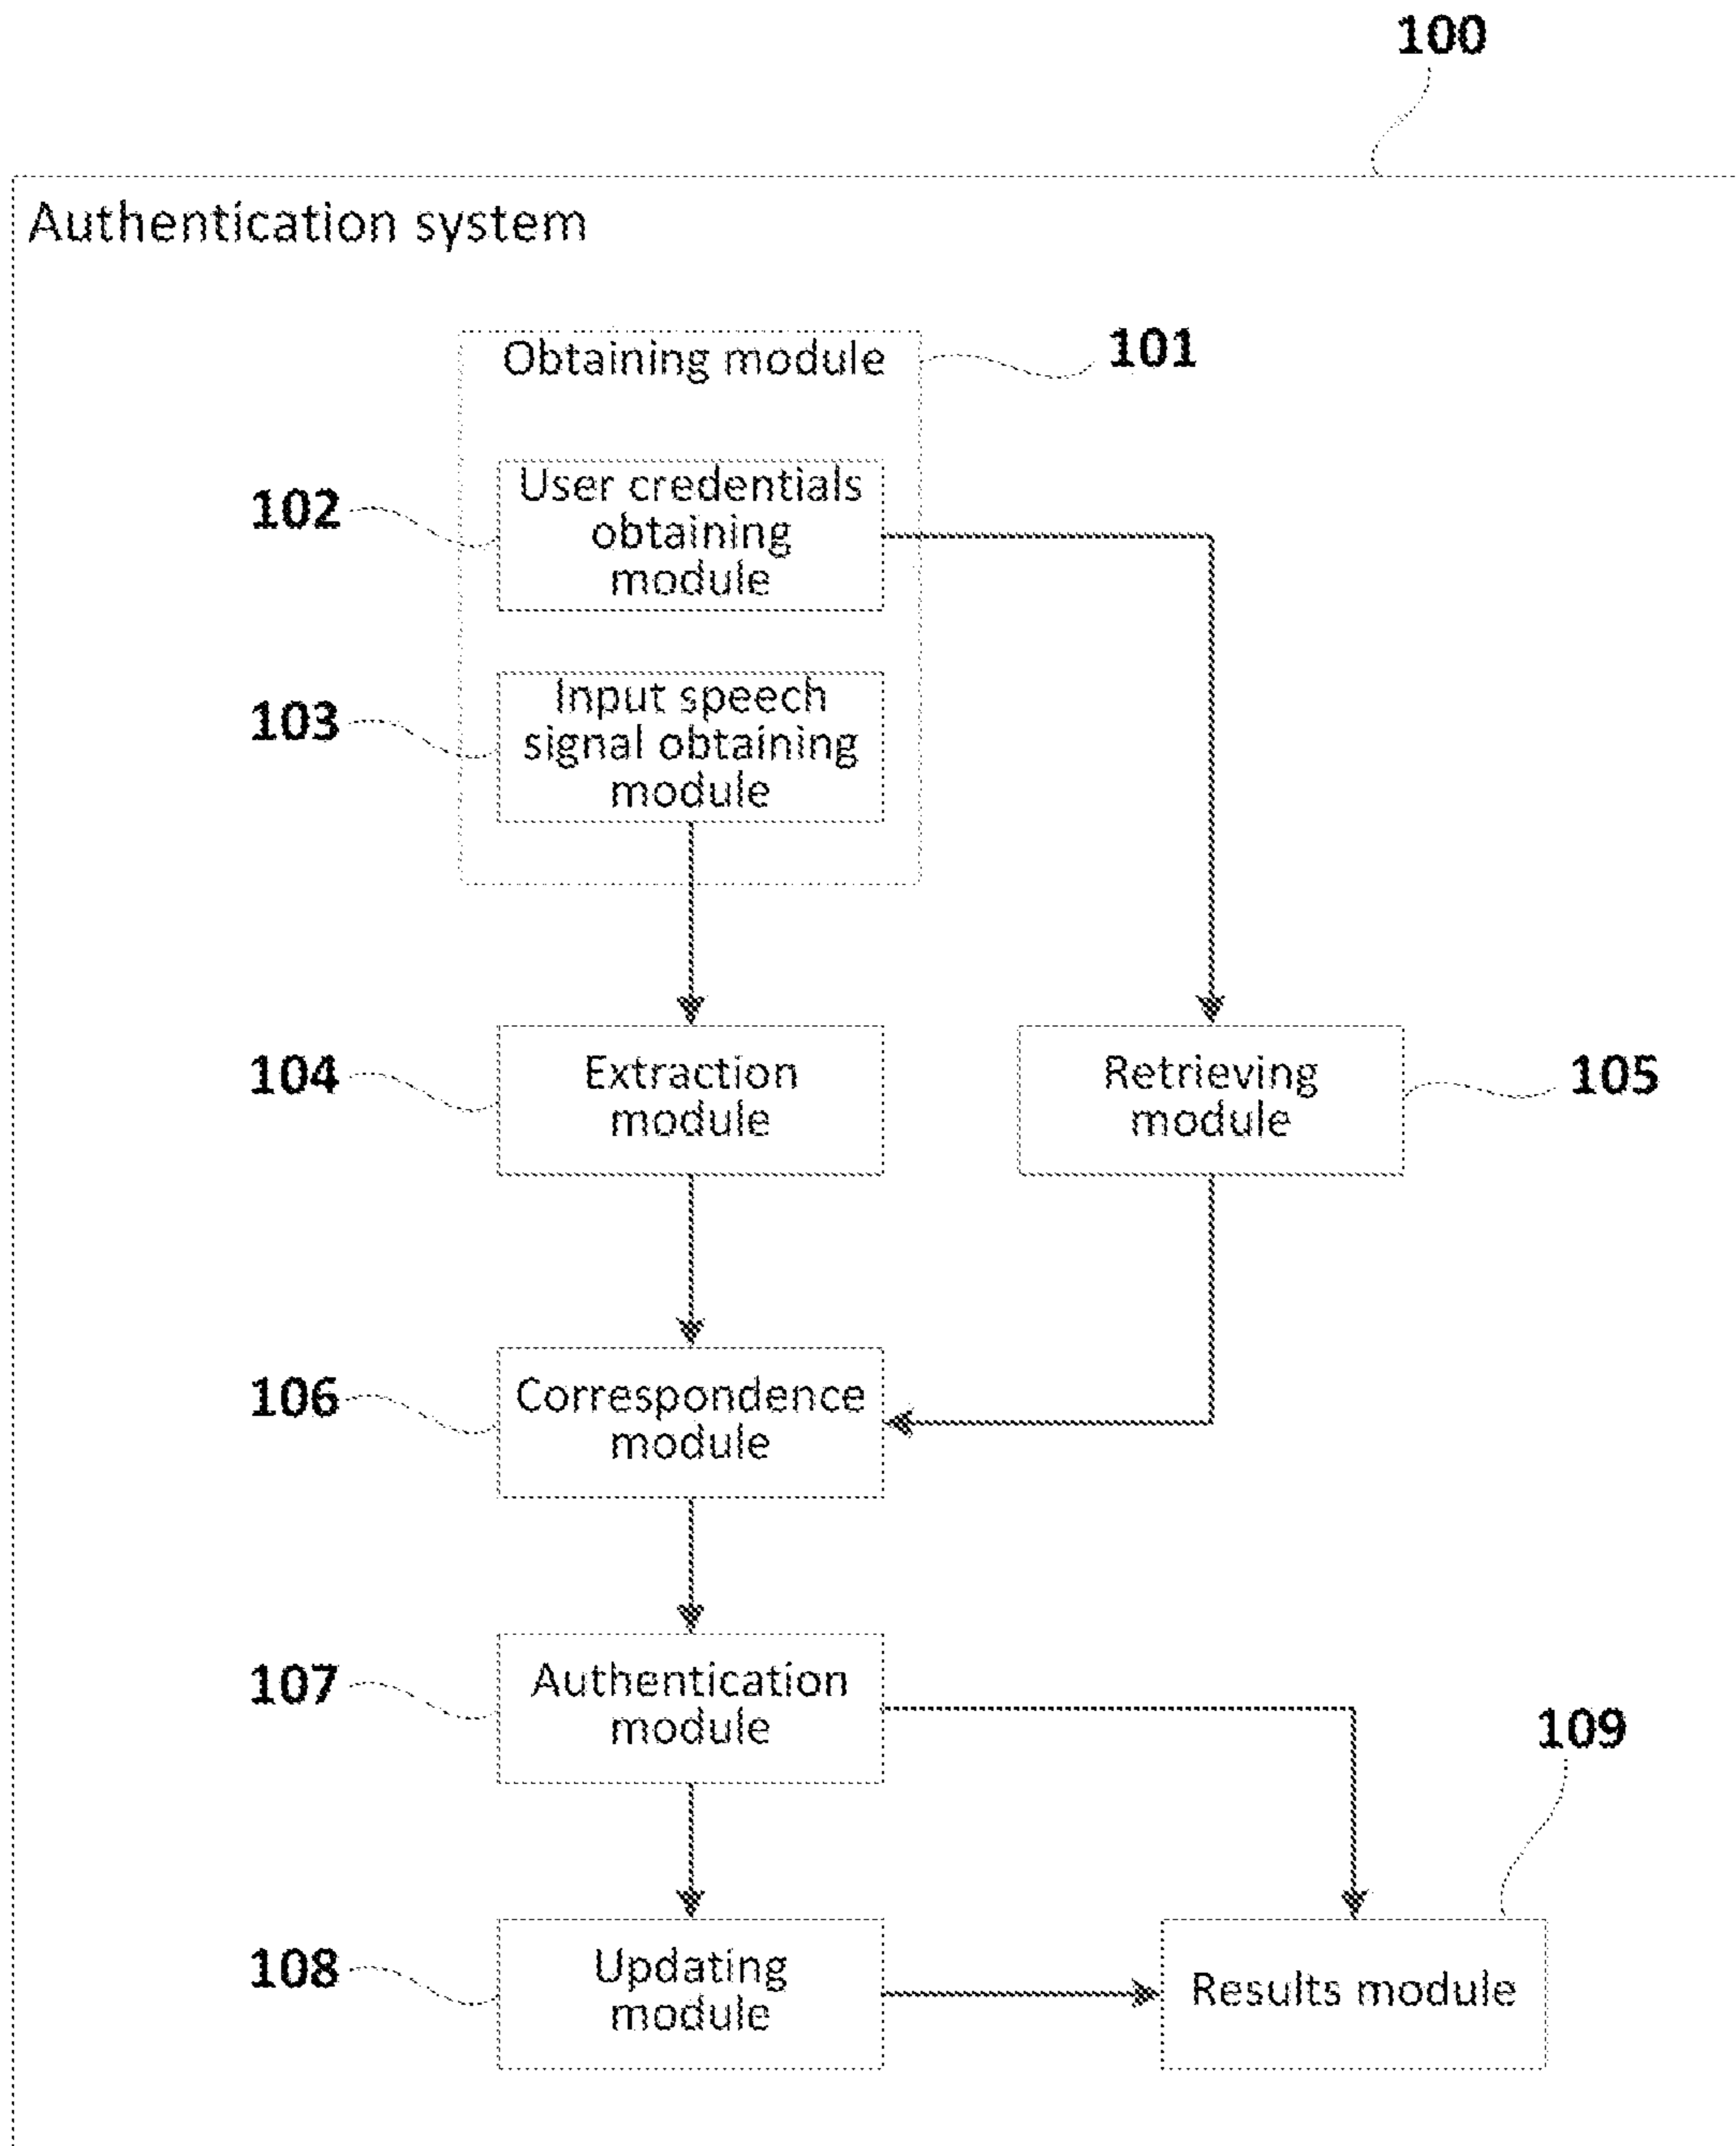 100
Authentication system
Obtaining module
101
102
User credentials
obtaining
module
103
Input speech
signal obtaining
module
104
Extraction
module
Retrieving
module
105
106
Correspondence
module
107
Authentication
module
109
108
Updating
module
Results module